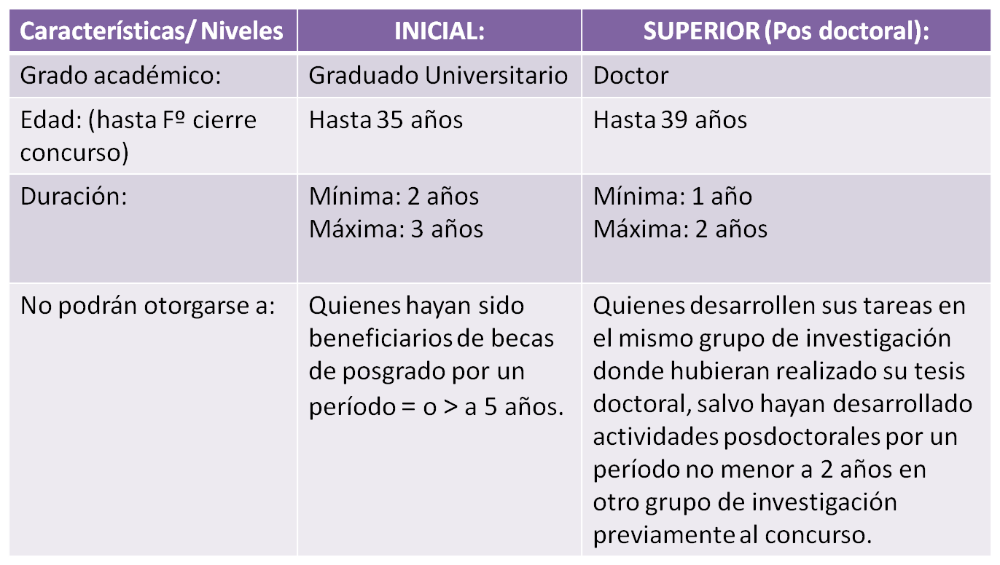 Características/ Niveles
INICIAL:
SUPERIOR (Pos doctoral):
Grado académico:
Graduado Universitario
Doctor
Edad: (hasta Fº cierre
concurso)
Hasta 35 años
Hasta 39 años
Duración:
Mínima: 2 años
Máxima: 3 años
Mínima: 1 año
Máxima: 2 años
No podrán otorgarse a:
Quienes hayan sido
beneficiarios de becas
de posgrado por un
período = o > a 5 años.
Quienes desarrollen sus tareas en
el mismo grupo de investigación
donde hubieran realizado su tesis
doctoral, salvo hayan desarrollado
actividades posdoctorales por un
período no menor a 2 años en
otro grupo de investigación
previamente al concurso.